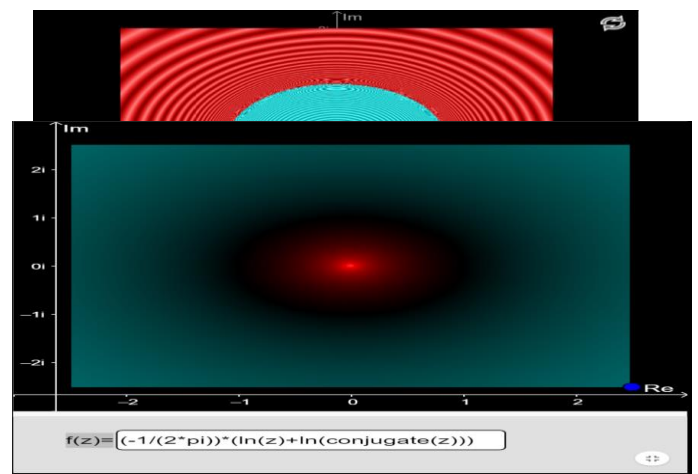 Im
Im
2i
1i
0i
−1i
−2i
Re
−2 −1 0 1 2
f(z)= (-1/(2*pi))*(ln(z)+ln(conjugate(z)))